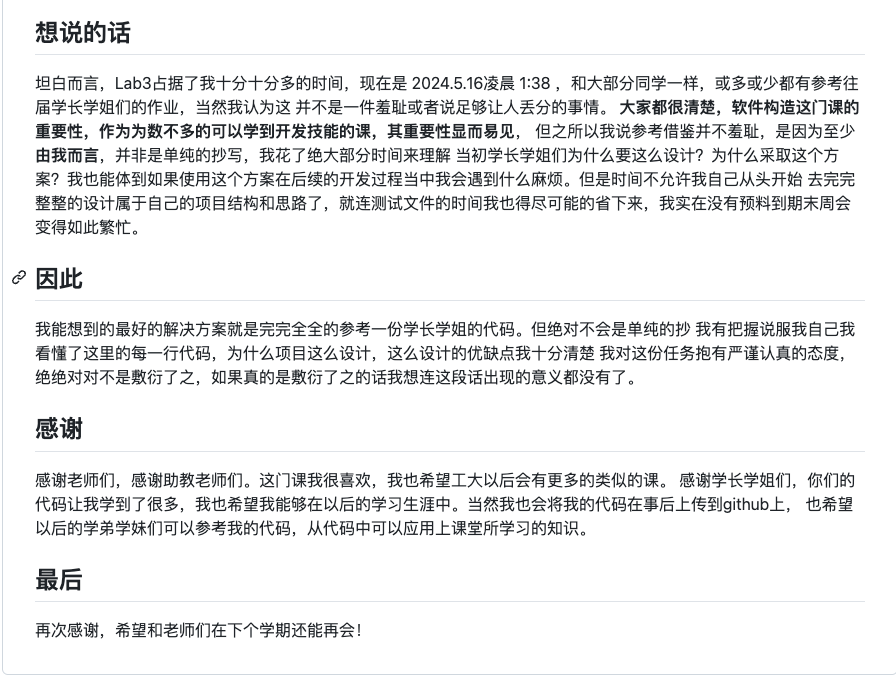 想说的话
坦白而言，Lab3占据了我十分十分多的时间，现在是 2024.5.16凌晨 1:38 ，和大部分同学一样，或多或少都有参考往
届学长学姐们的作业，当然我认为这 并不是一件羞耻或者说足够让人丢分的事情。 大家都很清楚，软件构造这门课的
重要性，作为为数不多的可以学到开发技能的课，其重要性显而易见， 但之所以我说参考借鉴并不羞耻，是因为至少
由我而言，并非是单纯的抄写，我花了绝大部分时间来理解 当初学长学姐们为什么要这么设计？为什么采取这个方
案？我也能体到如果使用这个方案在后续的开发过程当中我会遇到什么麻烦。但是时间不允许我自己从头开始 去完完
整整的设计属于自己的项目结构和思路了，就连测试文件的时间我也得尽可能的省下来，我实在没有预料到期末周会
变得如此繁忙。
因此
我能想到的最好的解决方案就是完完全全的参考一份学长学姐的代码。但绝对不会是单纯的抄 我有把握说服我自己我
看懂了这里的每一行代码，为什么项目这么设计，这么设计的优缺点我十分清楚 我对这份任务抱有严谨认真的态度，
绝绝对对不是敷衍了之，如果真的是敷衍了之的话我想连这段话出现的意义都没有了。
感谢
感谢老师们，感谢助教老师们。这门课我很喜欢，我也希望工大以后会有更多的类似的课。 感谢学长学姐们，你们的
代码让我学到了很多，我也希望我能够在以后的学习生涯中。当然我也会将我的代码在事后上传到github上， 也希望
以后的学弟学妹们可以参考我的代码，从代码中可以应用上课堂所学习的知识。
最后
再次感谢，希望和老师们在下个学期还能再会！